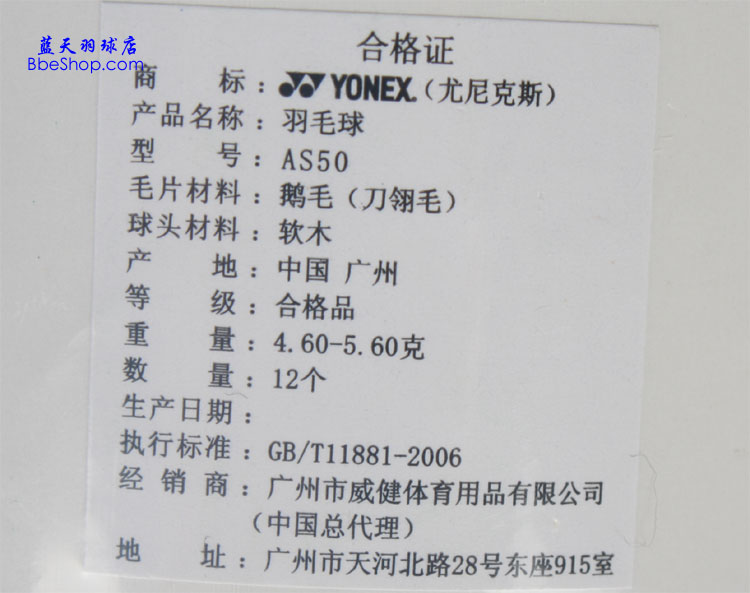 蓝天羽球店
BbeShop.com
合格证
商 标：YONEX.（尤尼克斯）
产品名称：羽毛球
型 号：AS50
毛片材料：鹅毛（刀翎毛）
球头材料：软木
产 地：中国 广州
等 级：合格品
重 量：4.60-5.60克
数 量：12个
生产日期：
执行标准：GB/T11881-2006
经 销 商：广州市威健体育用品有限公司
（中国总代理）
地 址：广州市天河北路28号东座915室